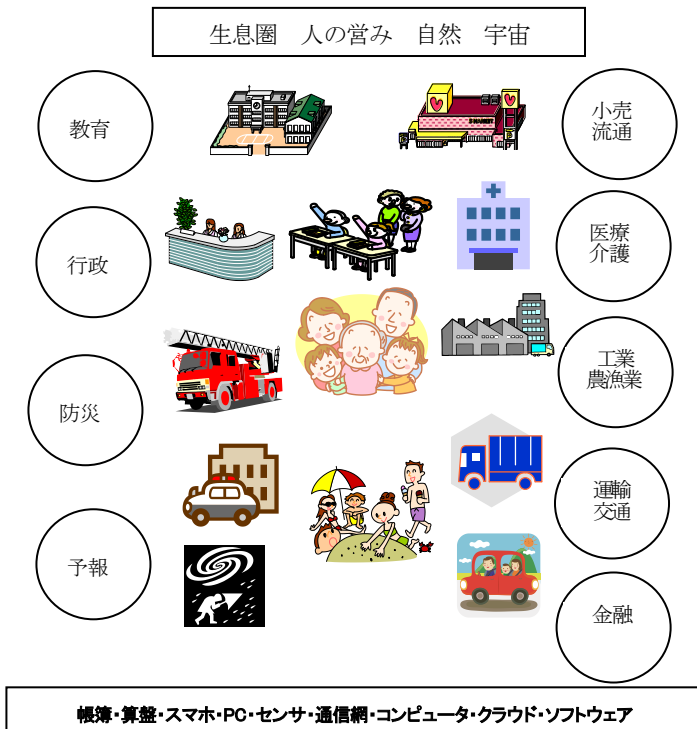 生息圏　人の営み　自然　宇宙
教育
小売
流通
行政
医療
介護
工業
農漁業
防災
運輸
交通
予報
金融
帳簿・算盤・スマホ・PC・センサ・通信網・コンピュータ・クラウド・ソフトウェア